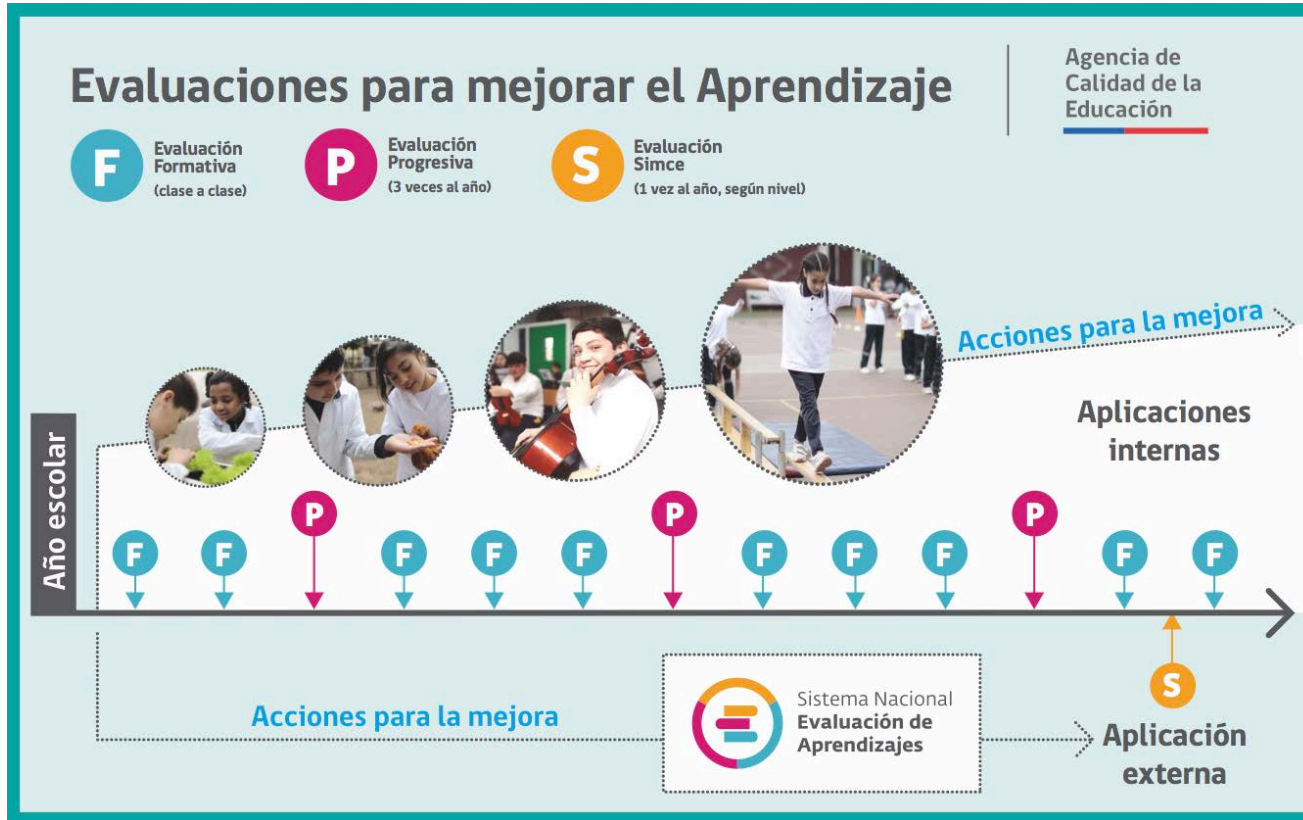 Evaluaciones para mejorar el Aprendizaje
Agencia de
Calidad de la
Educación
F
Evaluación
Formativa
(clase a clase)
P
Evaluación
Progresiva
(3 veces al año)
S
Evaluación
Simce
(1 vez al año, según nivel)
Acciones para la mejora
Aplicaciones
internas
Año escolar
F F P F F F P F F F P F F
S
Acciones para la mejora
Sistema Nacional
Evaluación de
Aprendizajes
Aplicación
externa